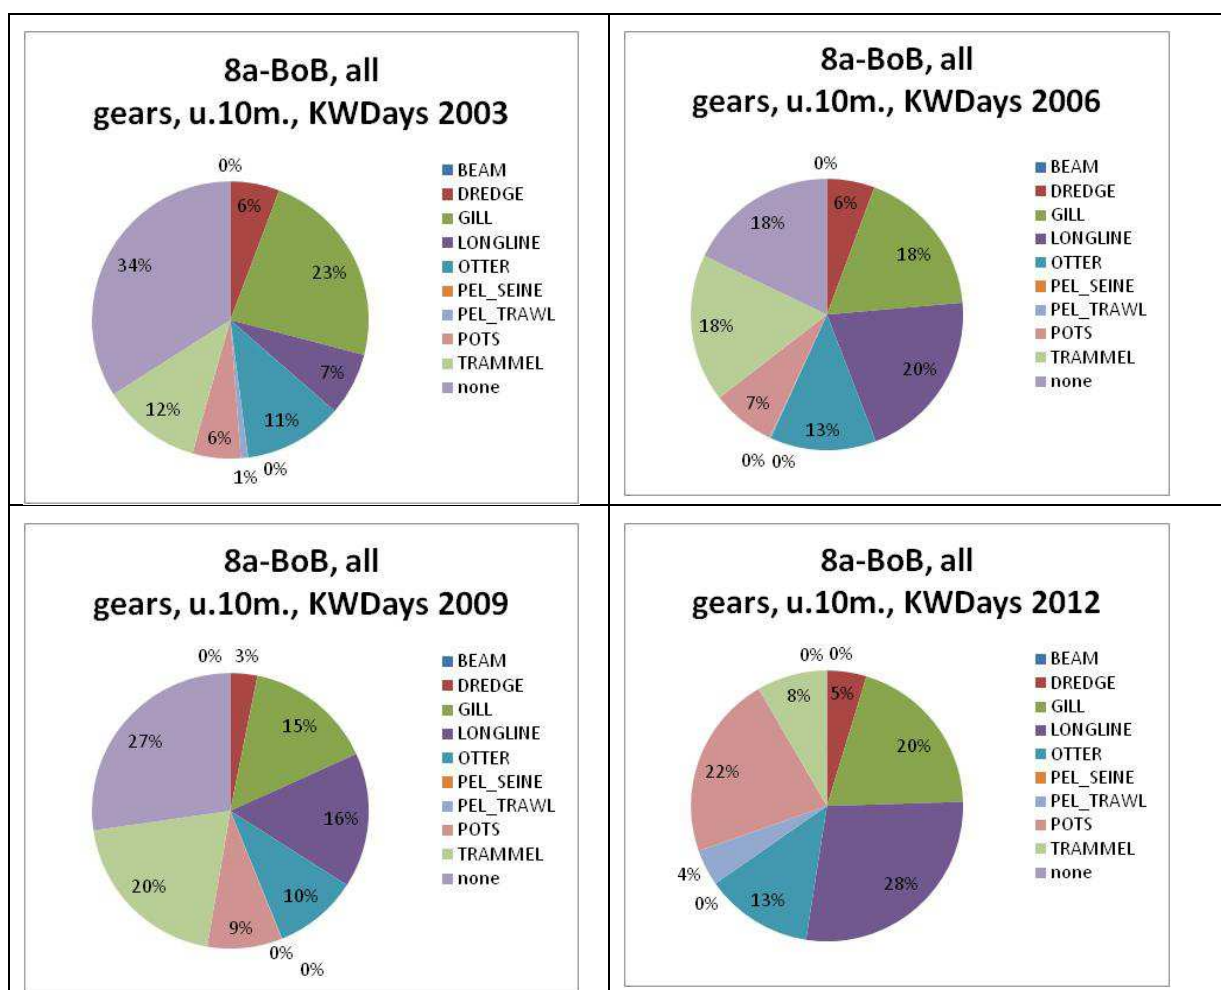 8a-BoB, all
gears, u.10m., KWDays 2003
0%
6%
23%
7%
11%
0%
1%
6%
12%
34%
BEAM
DREDGE
GILL
LONGLINE
OTTER
PEL_SEINE
PEL_TRAWL
POTS
TRAMMEL
none
8a-BoB, all
gears, u.10m., KWDays 2006
0%
6%
18%
20%
13%
0% 0%
7%
18%
18%
BEAM
DREDGE
GILL
LONGLINE
OTTER
PEL_SEINE
PEL_TRAWL
POTS
TRAMMEL
none
8a-BoB, all
gears, u.10m., KWDays 2009
0% 3%
15%
16%
10%
0%
0%
9%
20%
27%
BEAM
DREDGE
GILL
LONGLINE
OTTER
PEL_SEINE
PEL_TRAWL
POTS
TRAMMEL
none
8a-BoB, all
gears, u.10m., KWDays 2012
0% 0%
5%
20%
28%
13%
0%
4%
22%
8%
BEAM
DREDGE
GILL
LONGLINE
OTTER
PEL_SEINE
PEL_TRAWL
POTS
TRAMMEL
none